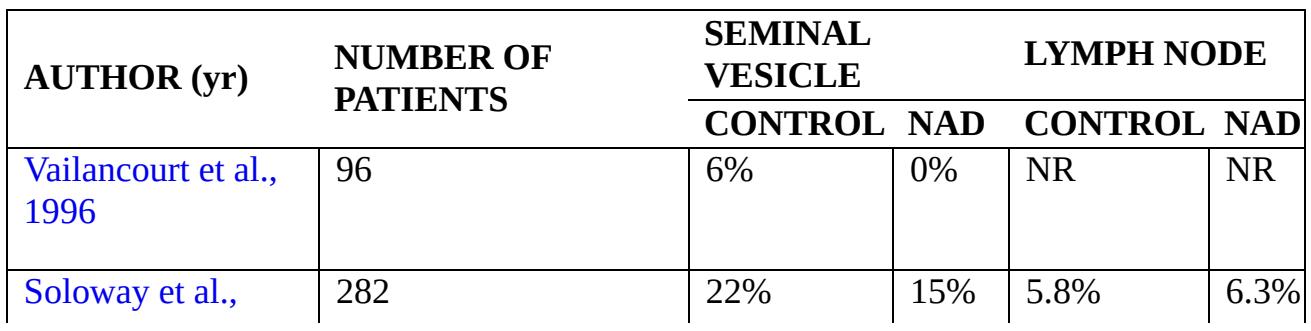 AUTHOR (yr) NUMBER OF PATIENTS SEMINAL VESICLE LYMPH NODE
CONTROL NAD CONTROL NAD
Vailancourt et al., 1996 96 6% 0% NR NR
Soloway et al., 282 22% 15% 5.8% 6.3%